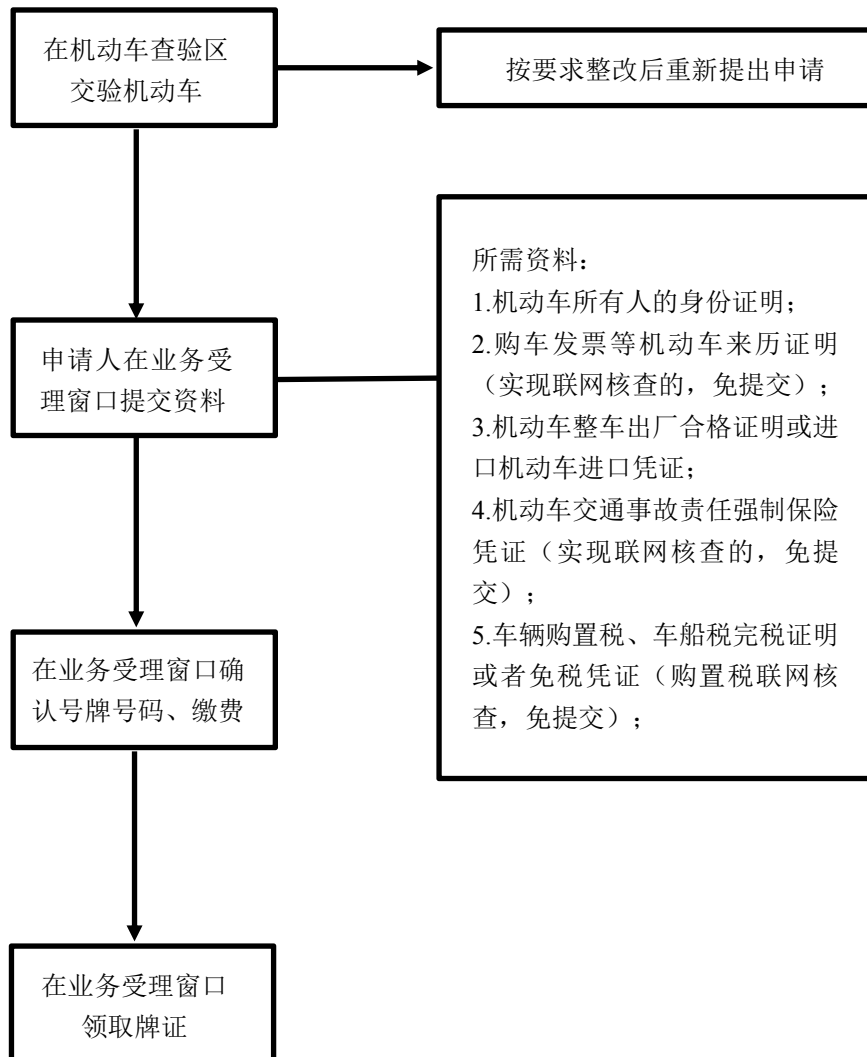 在机动车查验区
交验机动车
按要求整改后重新提出申请
申请人在业务受
理窗口提交资料
所需资料：
1.机动车所有人的身份证明；
2.购车发票等机动车来历证明
（实现联网核查的，免提交）；
3.机动车整车出厂合格证明或进
口机动车进口凭证；
4.机动车交通事故责任强制保险
凭证（实现联网核查的，免提
交）；
5.车辆购置税、车船税完税证明
或者免税凭证（购置税联网核
查，免提交）；
在业务受理窗口确
认号牌号码、缴费
在业务受理窗口
领取牌证